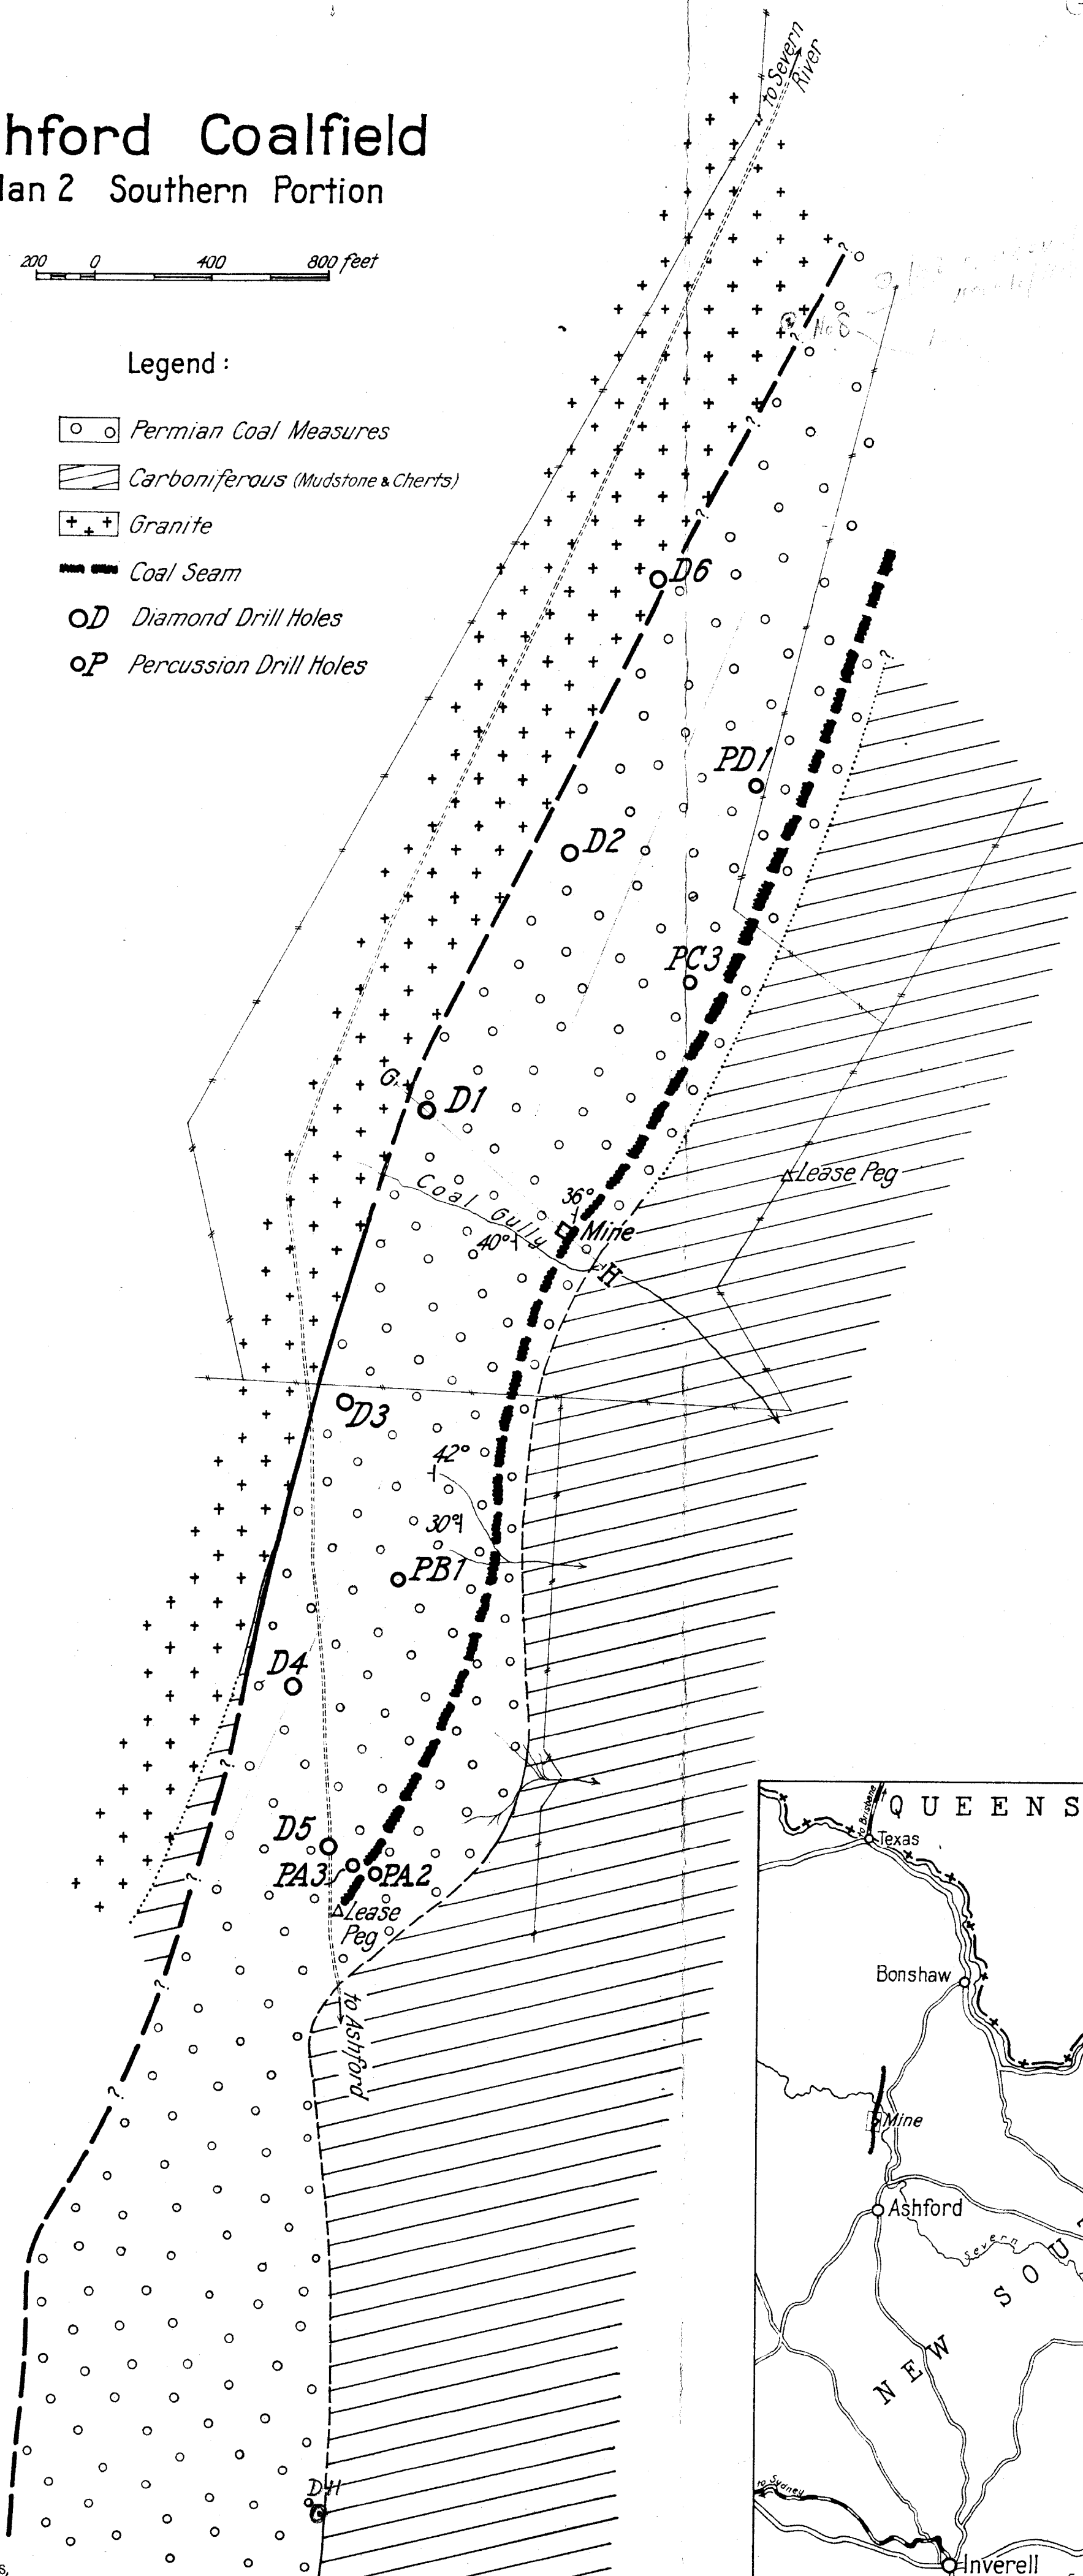 hford Coalfield
lan 2 Southern Portion
200 0 400 800 feet
Legend :
Permian Coal Measures
Carboniferous (Mudstone & Cherts)
Granite
Coal Seam
D Diamond Drill Holes
P Percussion Drill Holes
to Severn
River
?
No 8
?
?
?
D6
?
PD1
D2
PC3
G
D1
Lease Peg
Coal Gully
36°
Mine
40°
H
D3
42°
30°
PB1
D4
?
D5
PA3
PA2
Lease
Peg
?
to Ashford
?
?
DH
QUEENS
to Brisbane
Texas
Bonshaw
Mine
Ashford
Severn
NEW SOU
to Sydney
Inverell
s,